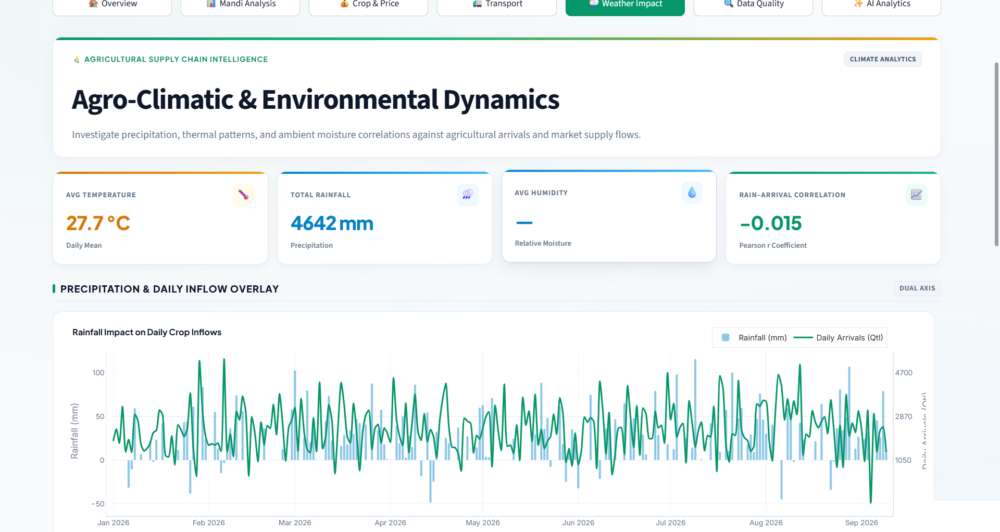 Overview
Mandi Analysis
Crop & Price
Transport
Weather Impact
Data Quality
AI Analytics
AGRICULTURAL SUPPLY CHAIN INTELLIGENCE
CLIMATE ANALYTICS
Agro-Climatic & Environmental Dynamics
Investigate precipitation, thermal patterns, and ambient moisture correlations against agricultural arrivals and market supply flows.
AVG TEMPERATURE
27.7 °C
Daily Mean
TOTAL RAINFALL
4642 mm
Precipitation
AVG HUMIDITY
—
Relative Moisture
RAIN–ARRIVAL CORRELATION
-0.015
Pearson r Coefficient
PRECIPITATION & DAILY INFLOW OVERLAY
DUAL AXIS
Rainfall Impact on Daily Crop Inflows
Rainfall (mm)
Daily Arrivals (Qtl)
Rainfall (mm)
100
50
0
−50
4700
2870
1050
Daily Arrivals (Qtl)
Jan 2026
Feb 2026
Mar 2026
Apr 2026
May 2026
Jun 2026
Jul 2026
Aug 2026
Sep 2026